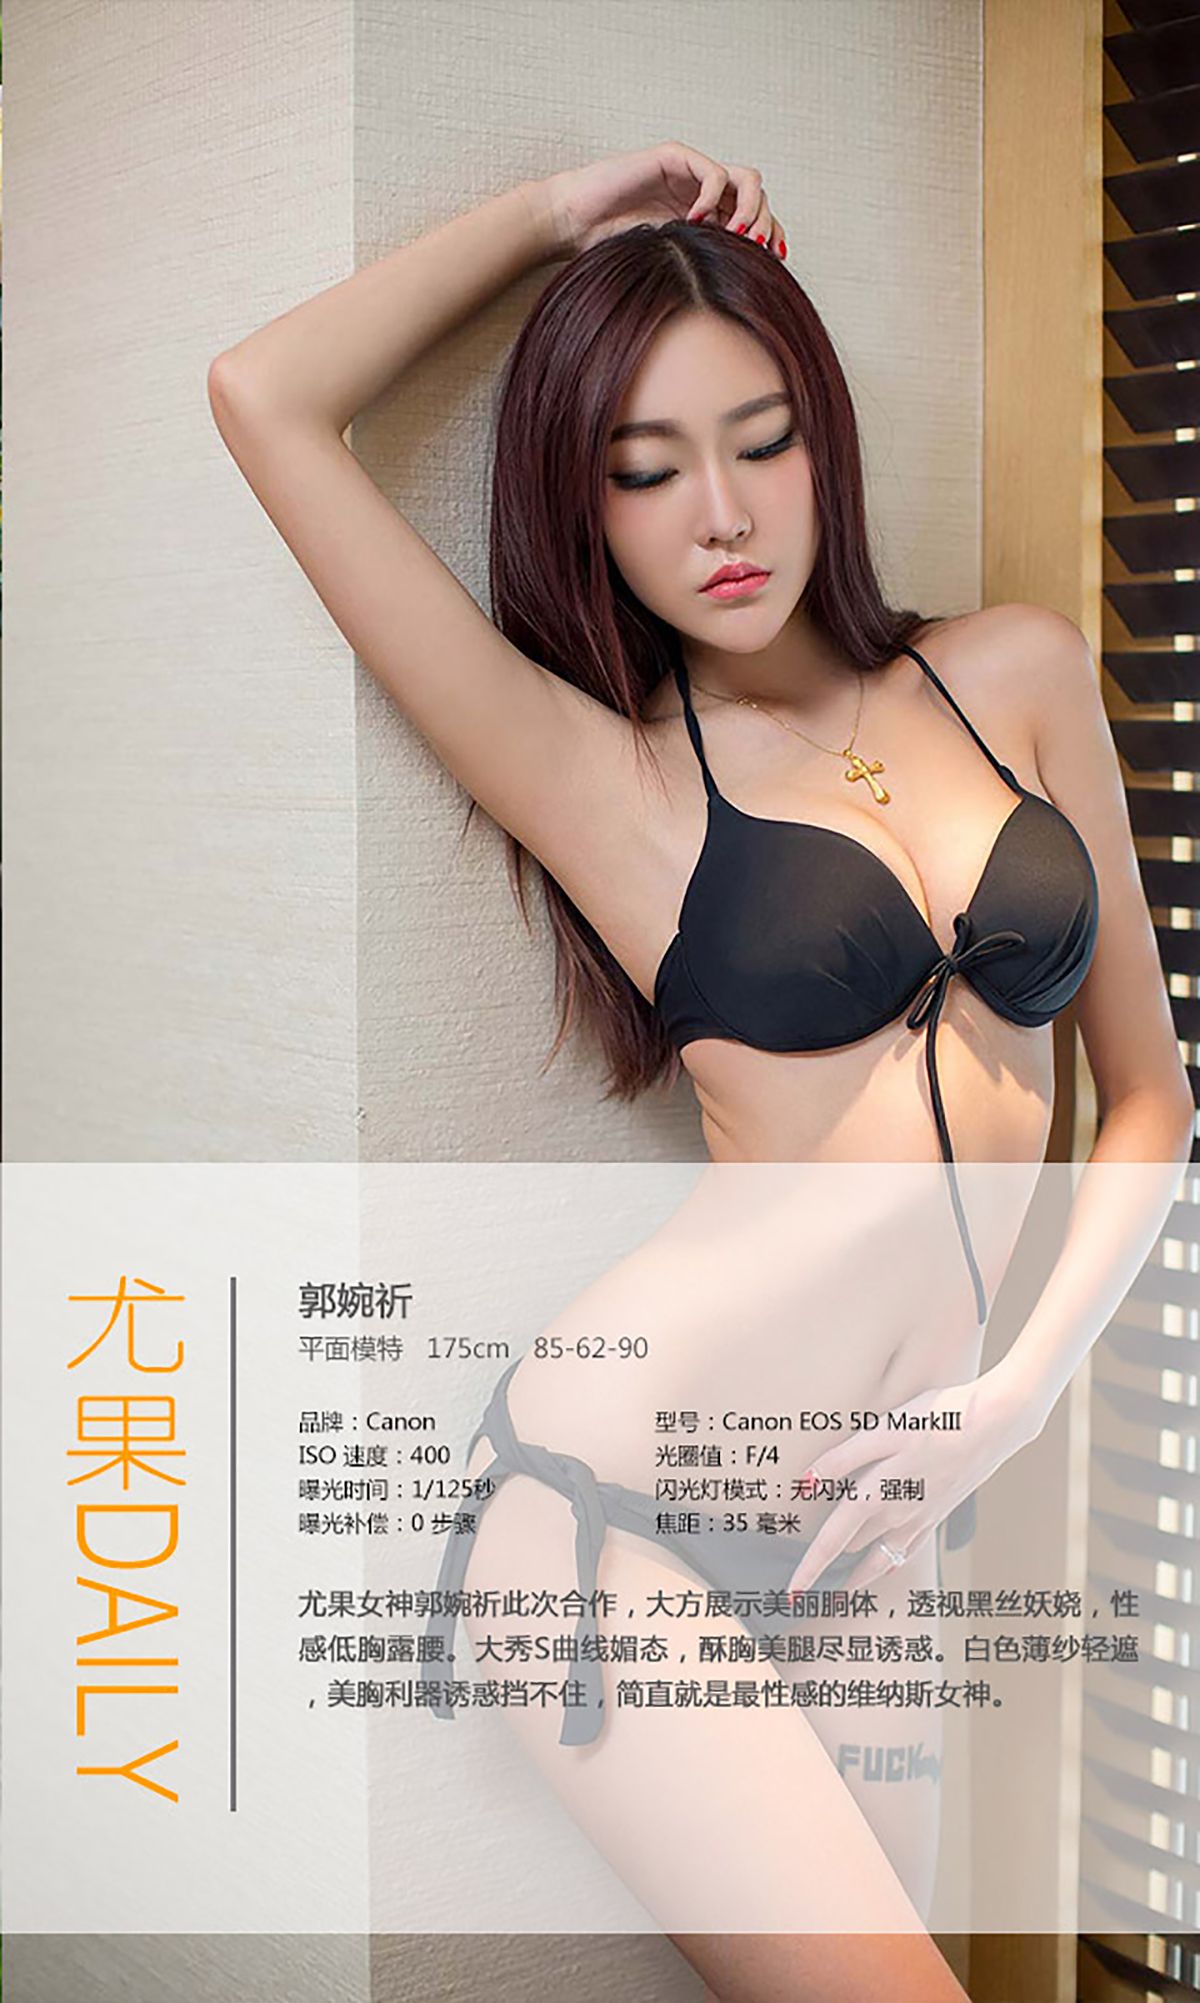 尤果DAILY
郭婉祈
平面模特 175cm 85-62-90
品牌：Canon
ISO 速度：400
曝光时间：1/125秒
曝光补偿：0 步骤
型号：Canon EOS 5D MarkIII
光圈值：F/4
闪光灯模式：无闪光，强制
焦距：35 毫米
尤果女神郭婉祈此次合作，大方展示美丽胴体，透视黑丝妖娆，性
感低胸露腰。大秀S曲线媚态，酥胸美腿尽显诱惑。白色薄纱轻遮
，美胸利器诱惑挡不住，简直就是最性感的维纳斯女神。
FUCK